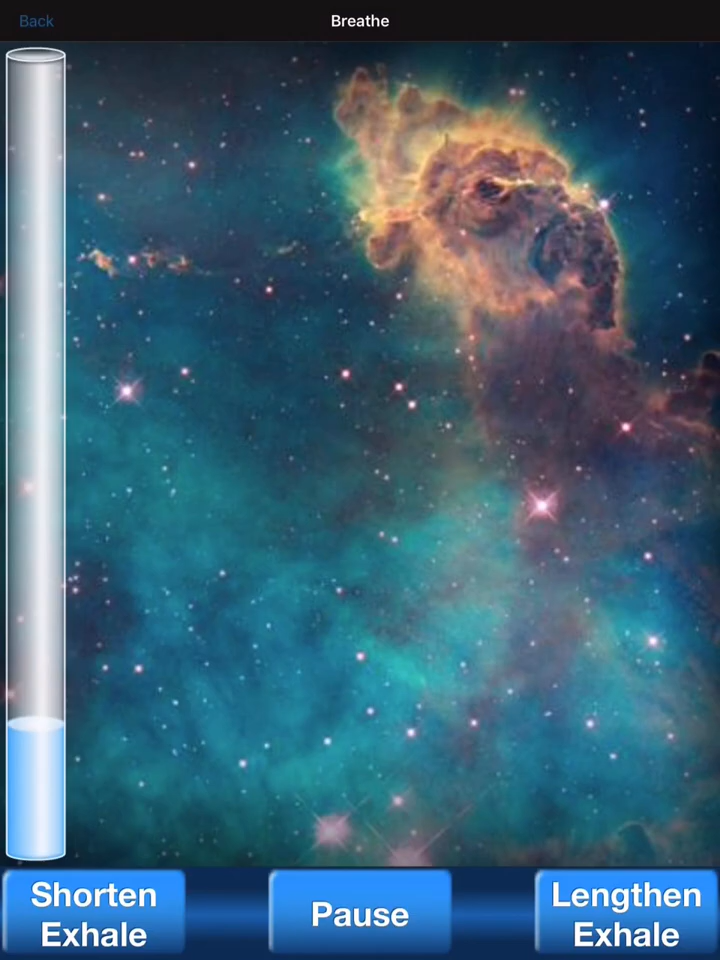 Back
Breathe
Shorten
Exhale
Pause
Lengthen
Exhale